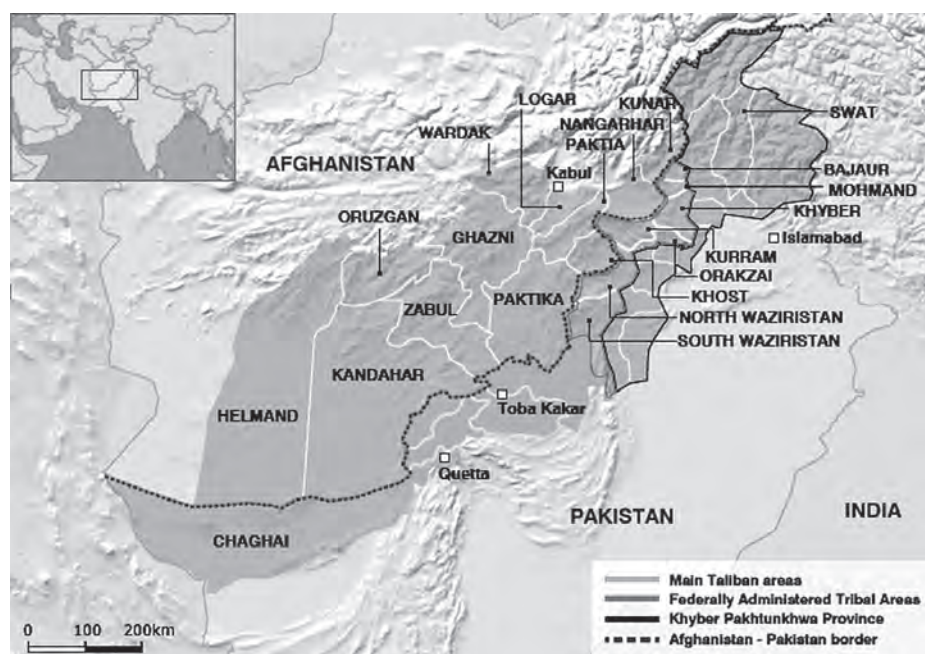 LOGAR
KUNAR
WARDAK
NANGARHAR
SWAT
PAKTIA
AFGHANISTAN
Kabul
BAJAUR
MOHMAND
ORUZGAN
KHYBER
GHAZNI
Islamabad
KURRAM
ORAKZAI
ZABUL
PAKTIKA
KHOST
NORTH WAZIRISTAN
SOUTH WAZIRISTAN
KANDAHAR
HELMAND
Toba Kakar
Quetta
PAKISTAN
INDIA
CHAGHAI
Main Taliban areas
Federally Administered Tribal Areas
Khyber Pakhtunkhwa Province
Afghanistan - Pakistan border
0 100 200km